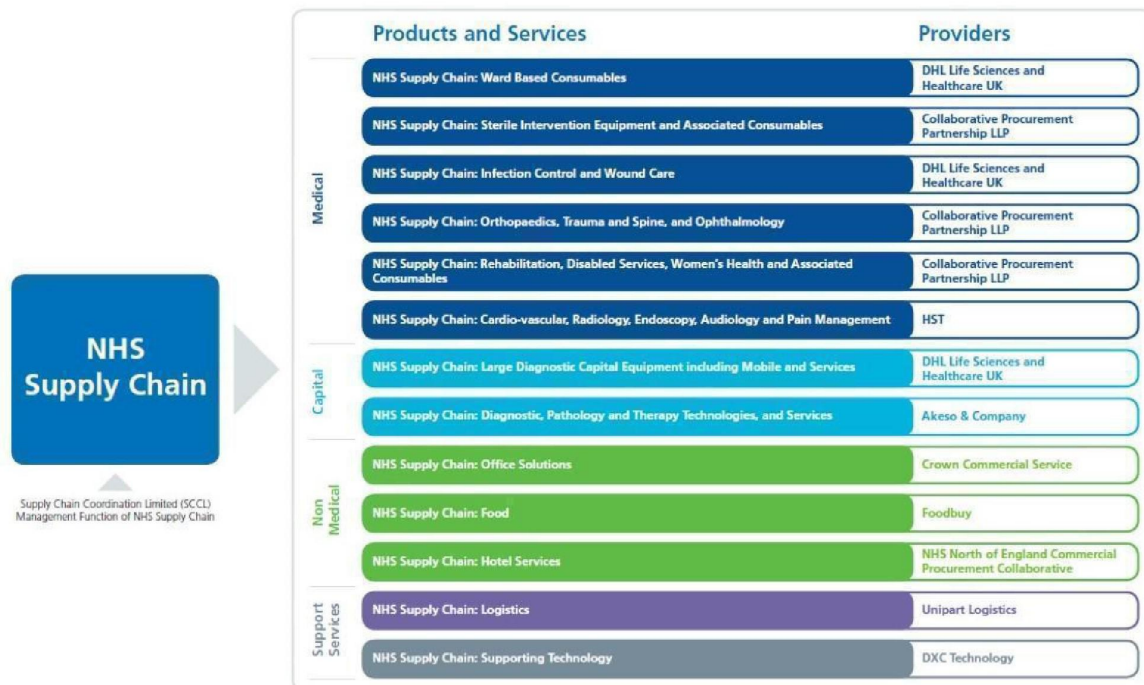 Products and Services
Providers
Medical
NHS Supply Chain: Ward Based Consumables
DHL Life Sciences and
Healthcare UK
NHS Supply Chain: Sterile Intervention Equipment and Associated Consumables
Collaborative Procurement
Partnership LLP
NHS Supply Chain: Infection Control and Wound Care
DHL Life Sciences and
Healthcare UK
NHS Supply Chain: Orthopaedics, Trauma and Spine, and Ophthalmology
Collaborative Procurement
Partnership LLP
NHS Supply Chain: Rehabilitation, Disabled Services, Women's Health and Associated
Consumables
Collaborative Procurement
Partnership LLP
NHS Supply Chain: Cardio-vascular, Radiology, Endoscopy, Audiology and Pain Management
HST
Capital
NHS Supply Chain: Large Diagnostic Capital Equipment including Mobile and Services
DHL Life Sciences and
Healthcare UK
NHS Supply Chain: Diagnostic, Pathology and Therapy Technologies, and Services
Akeso & Company
Non
Medical
NHS Supply Chain: Office Solutions
Crown Commercial Service
NHS Supply Chain: Food
Foodbuy
NHS Supply Chain: Hotel Services
NHS North of England Commercial
Procurement Collaborative
Support
Services
NHS Supply Chain: Logistics
Unipart Logistics
NHS Supply Chain: Supporting Technology
DXC Technology
NHS
Supply Chain
Supply Chain Coordination Limited (SCCL)
Management Function of NHS Supply Chain